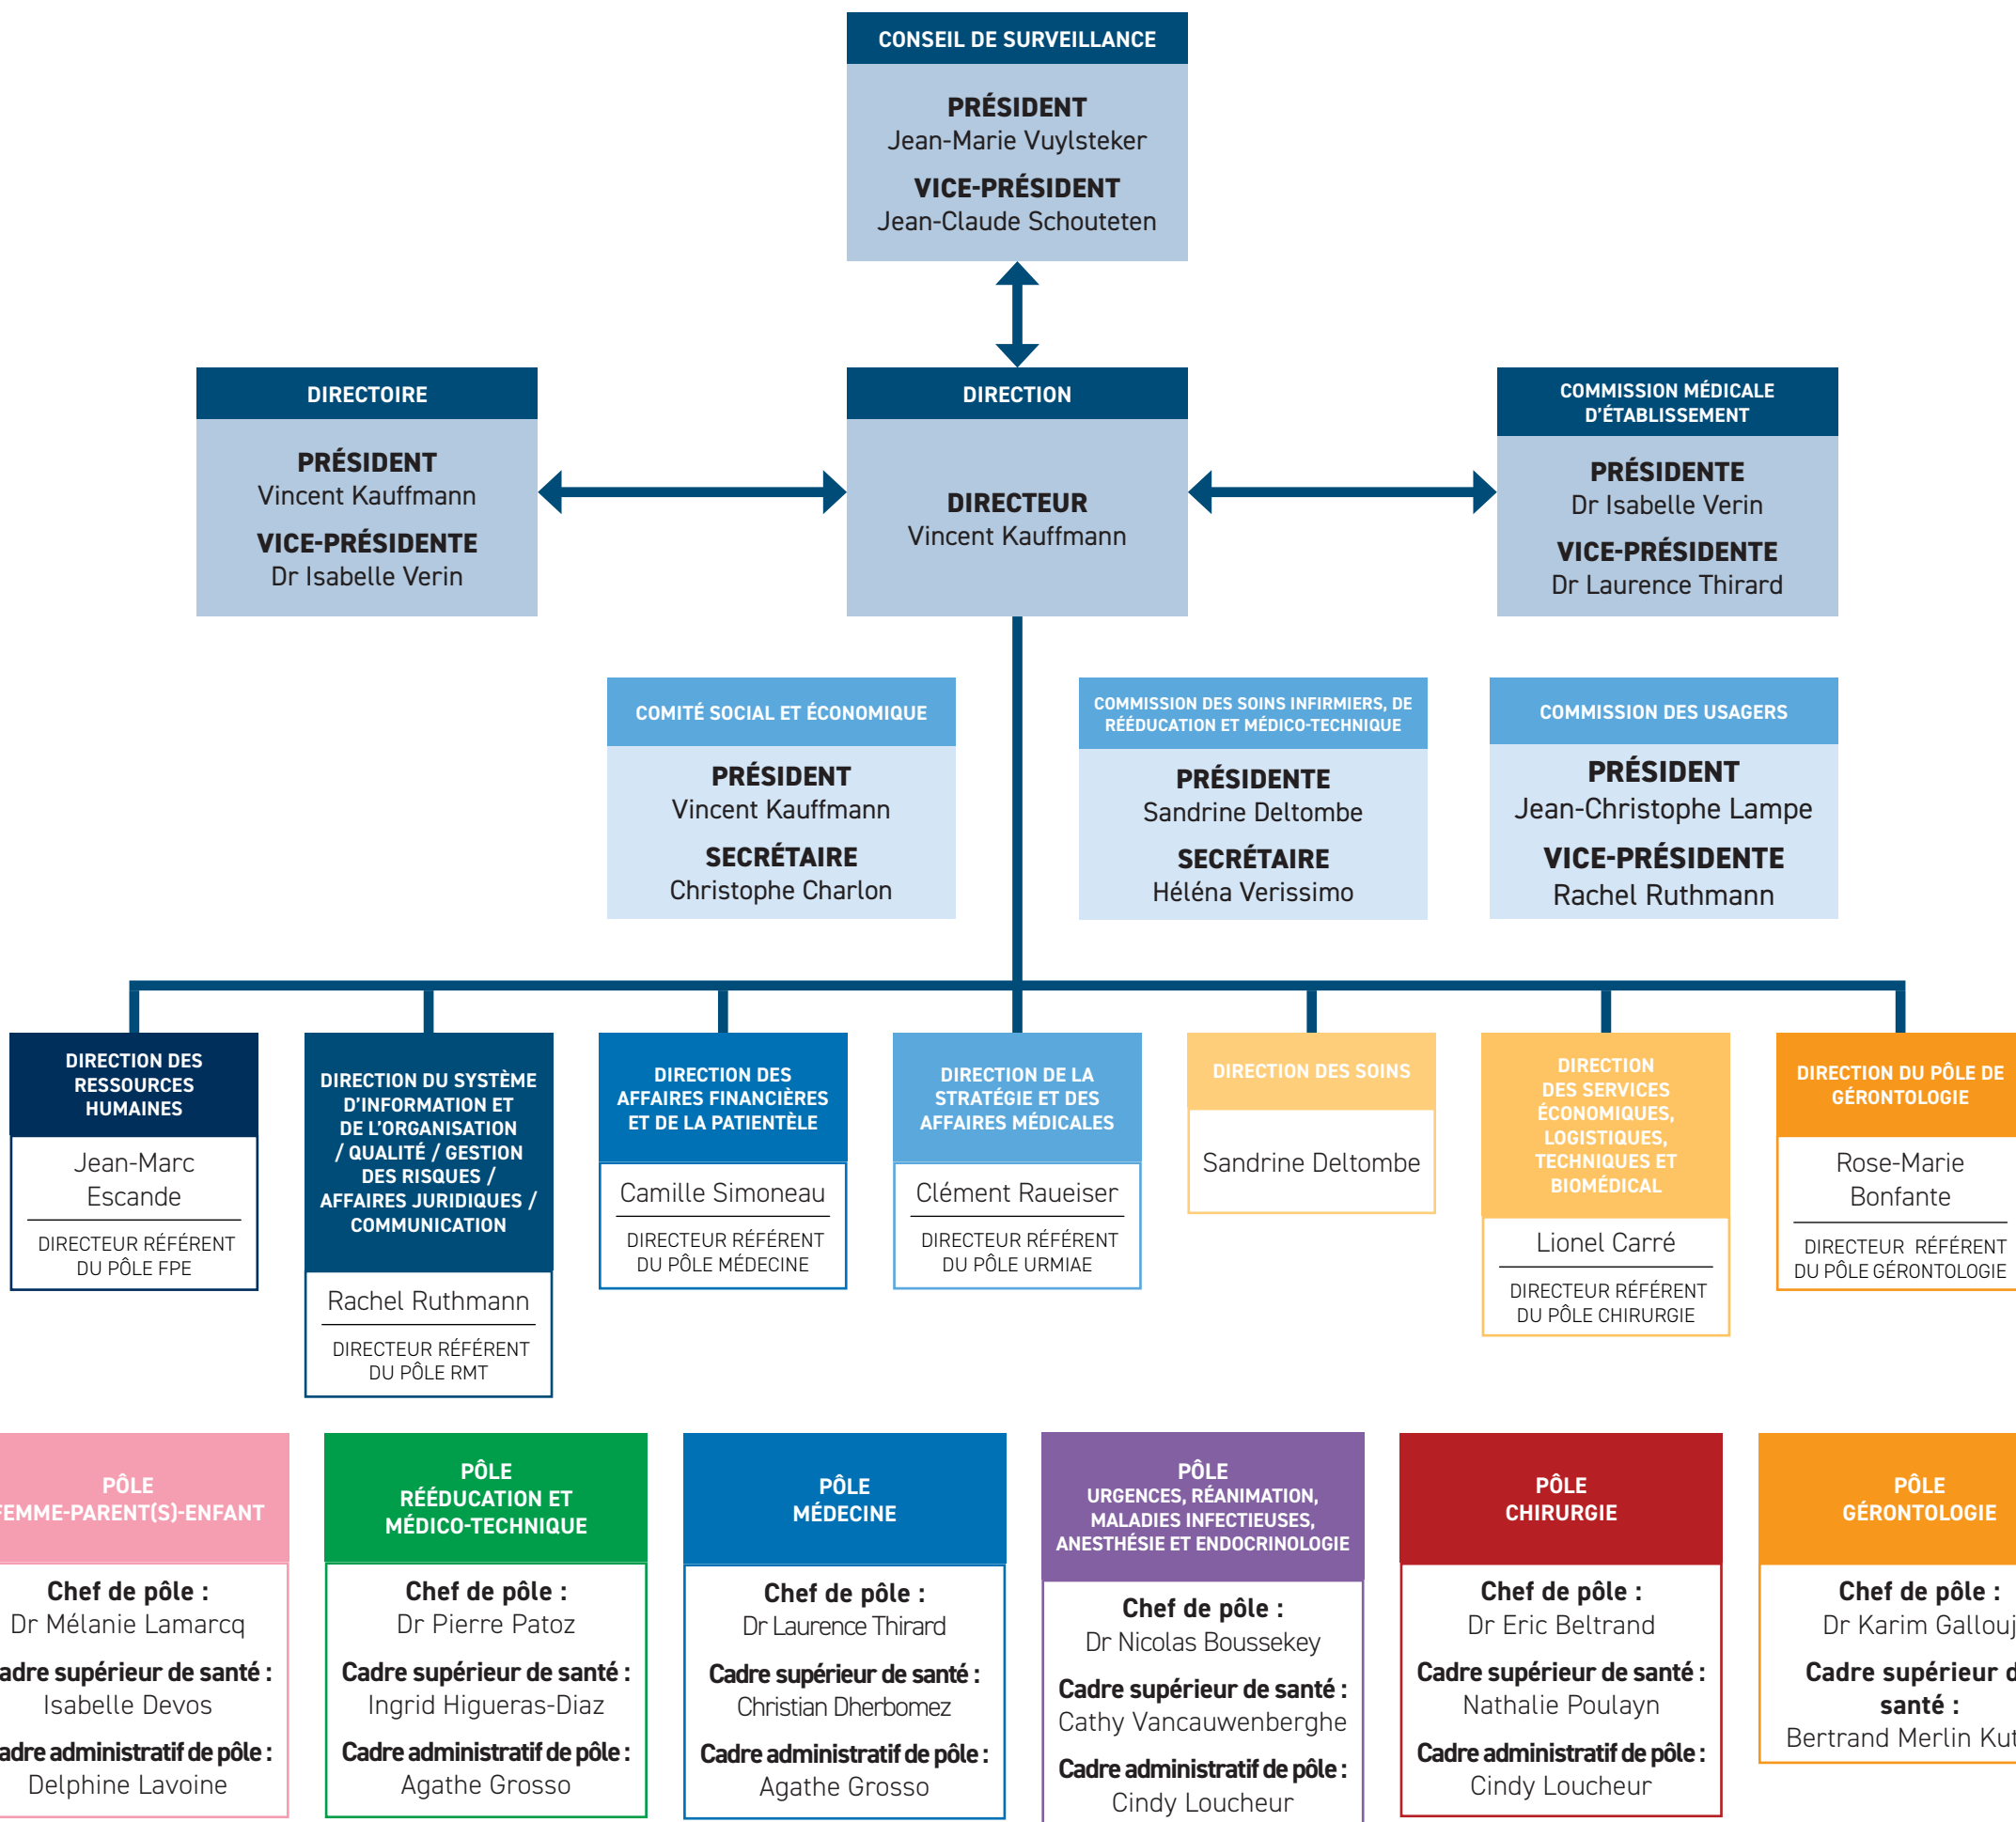 CONSEIL DE SURVEILLANCE
PRÉSIDENT
Jean-Marie Vuylsteker
VICE-PRÉSIDENT
Jean-Claude Schouteten
DIRECTOIRE
PRÉSIDENT
Vincent Kauffmann
VICE-PRÉSIDENTE
Dr Isabelle Verin
DIRECTION
DIRECTEUR
Vincent Kauffmann
COMMISSION MÉDICALE
D'ÉTABLISSEMENT
PRÉSIDENTE
Dr Isabelle Verin
VICE-PRÉSIDENTE
Dr Laurence Thirard
COMITÉ SOCIAL ET ÉCONOMIQUE
PRÉSIDENT
Vincent Kauffmann
SECRÉTAIRE
Christophe Charlon
COMMISSION DES SOINS INFIRMIERS, DE
RÉÉDUCATION ET MÉDICO-TECHNIQUE
PRÉSIDENTE
Sandrine Deltombe
SECRÉTAIRE
Héléna Verissimo
COMMISSION DES USAGERS
PRÉSIDENT
Jean-Christophe Lampe
VICE-PRÉSIDENTE
Rachel Ruthmann
DIRECTION DES
RESSOURCES
HUMAINES
Jean-Marc
Escande
DIRECTEUR RÉFÉRENT
DU PÔLE FPE
DIRECTION DU SYSTÈME
D'INFORMATION ET
DE L'ORGANISATION
/ QUALITÉ / GESTION
DES RISQUES /
AFFAIRES JURIDIQUES /
COMMUNICATION
Rachel Ruthmann
DIRECTEUR RÉFÉRENT
DU PÔLE RMT
DIRECTION DES
AFFAIRES FINANCIÈRES
ET DE LA PATIENTÈLE
Camille Simoneau
DIRECTEUR RÉFÉRENT
DU PÔLE MÉDECINE
DIRECTION DE LA
STRATÉGIE ET DES
AFFAIRES MÉDICALES
Clément Raueiser
DIRECTEUR RÉFÉRENT
DU PÔLE URMIAE
DIRECTION DES SOINS
Sandrine Deltombe
DIRECTION
DES SERVICES
ÉCONOMIQUES,
LOGISTIQUES,
TECHNIQUES ET
BIOMÉDICAL
Lionel Carré
DIRECTEUR RÉFÉRENT
DU PÔLE CHIRURGIE
DIRECTION DU PÔLE DE
GÉRONTOLOGIE
Rose-Marie
Bonfante
DIRECTEUR RÉFÉRENT
DU PÔLE GÉRONTOLOGIE
PÔLE
FEMME-PARENT(S)-ENFANT
Chef de pôle :
Dr Mélanie Lamarcq
adre supérieur de santé :
Isabelle Devos
adre administratif de pôle :
Delphine Lavoine
PÔLE
RÉÉDUCATION ET
MÉDICO-TECHNIQUE
Chef de pôle :
Dr Pierre Patoz
Cadre supérieur de santé :
Ingrid Higueras-Diaz
Cadre administratif de pôle :
Agathe Grosso
PÔLE
MÉDECINE
Chef de pôle :
Dr Laurence Thirard
Cadre supérieur de santé :
Christian Dherbomez
Cadre administratif de pôle :
Agathe Grosso
PÔLE
URGENCES, RÉANIMATION,
MALADIES INFECTIEUSES,
ANESTHÉSIE ET ENDOCRINOLOGIE
Chef de pôle :
Dr Nicolas Boussekey
Cadre supérieur de santé :
Cathy Vancauwenberghe
Cadre administratif de pôle :
Cindy Loucheur
PÔLE
CHIRURGIE
Chef de pôle :
Dr Eric Beltrand
Cadre supérieur de santé :
Nathalie Poulayn
Cadre administratif de pôle :
Cindy Loucheur
PÔLE
GÉRONTOLOGIE
Chef de pôle :
Dr Karim Gallouj
Cadre supérieur d
santé :
Bertrand Merlin